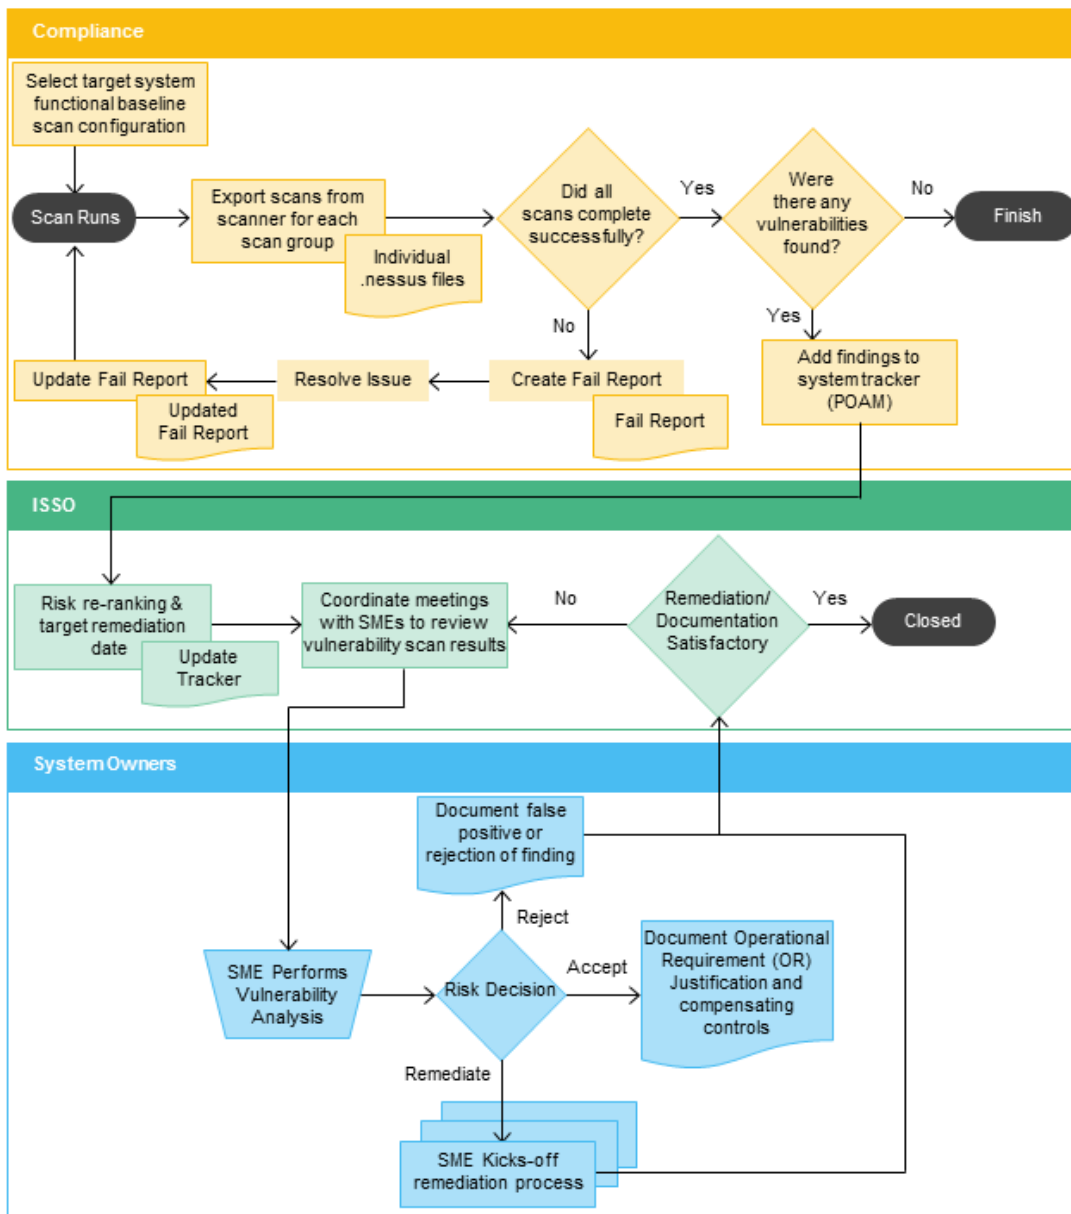 Compliance
Select target system
functional baseline
scan configuration
Scan Runs
Export scans from
scanner for each
scan group
Individual
.nessus files
Did all
scans complete
successfully?
Yes
Were
there any
vulnerabilities
found?
No
Finish
No
Yes
Update Fail Report
Updated
Fail Report
Resolve Issue
Create Fail Report
Fail Report
Add findings to
system tracker
(POAM)
ISSO
Risk re-ranking &
target remediation
date
Update
Tracker
Coordinate meetings
with SMEs to review
vulnerability scan results
No
Remediation/
Documentation
Satisfactory
Yes
Closed
System Owners
Document false
positive or
rejection of finding
Reject
SME Performs
Vulnerability
Analysis
Risk Decision
Accept
Document Operational
Requirement (OR)
Justification and
compensating
controls
Remediate
SME Kicks-off
remediation process